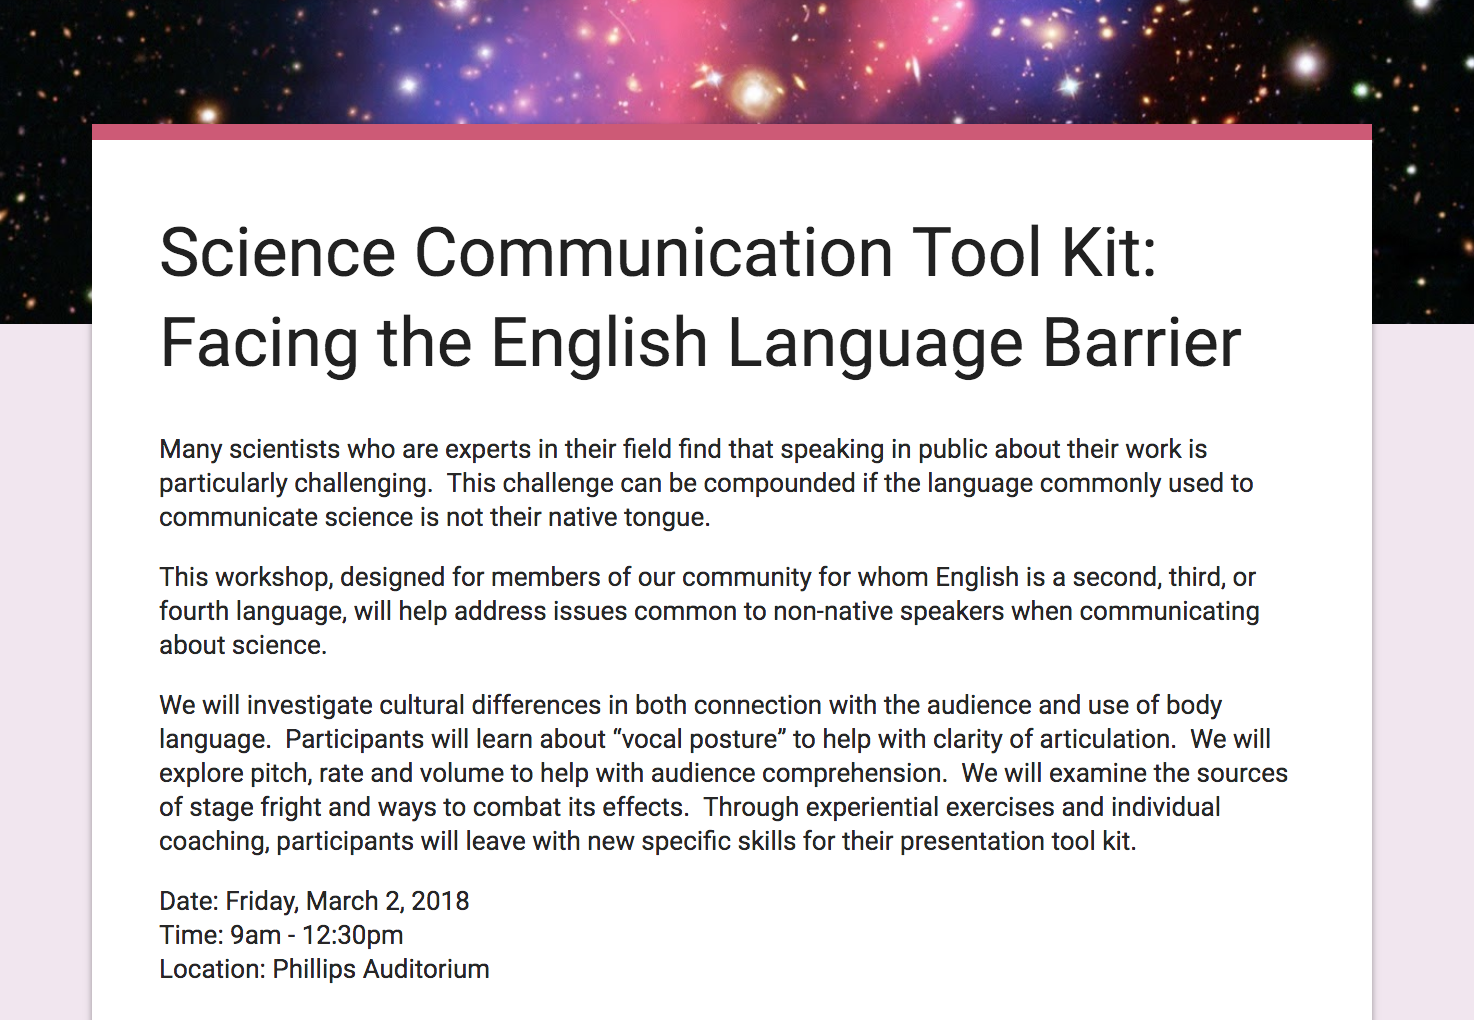 Science Communication Tool Kit:
Facing the English Language Barrier
Many scientists who are experts in their field find that speaking in public about their work is
particularly challenging.  This challenge can be compounded if the language commonly used to
communicate science is not their native tongue.
This workshop, designed for members of our community for whom English is a second, third, or
fourth language, will help address issues common to non-native speakers when communicating
about science.
We will investigate cultural differences in both connection with the audience and use of body
language.  Participants will learn about “vocal posture” to help with clarity of articulation.  We will
explore pitch, rate and volume to help with audience comprehension.  We will examine the sources
of stage fright and ways to combat its effects.  Through experiential exercises and individual
coaching, participants will leave with new specific skills for their presentation tool kit.
Date: Friday, March 2, 2018
Time: 9am - 12:30pm
Location: Phillips Auditorium